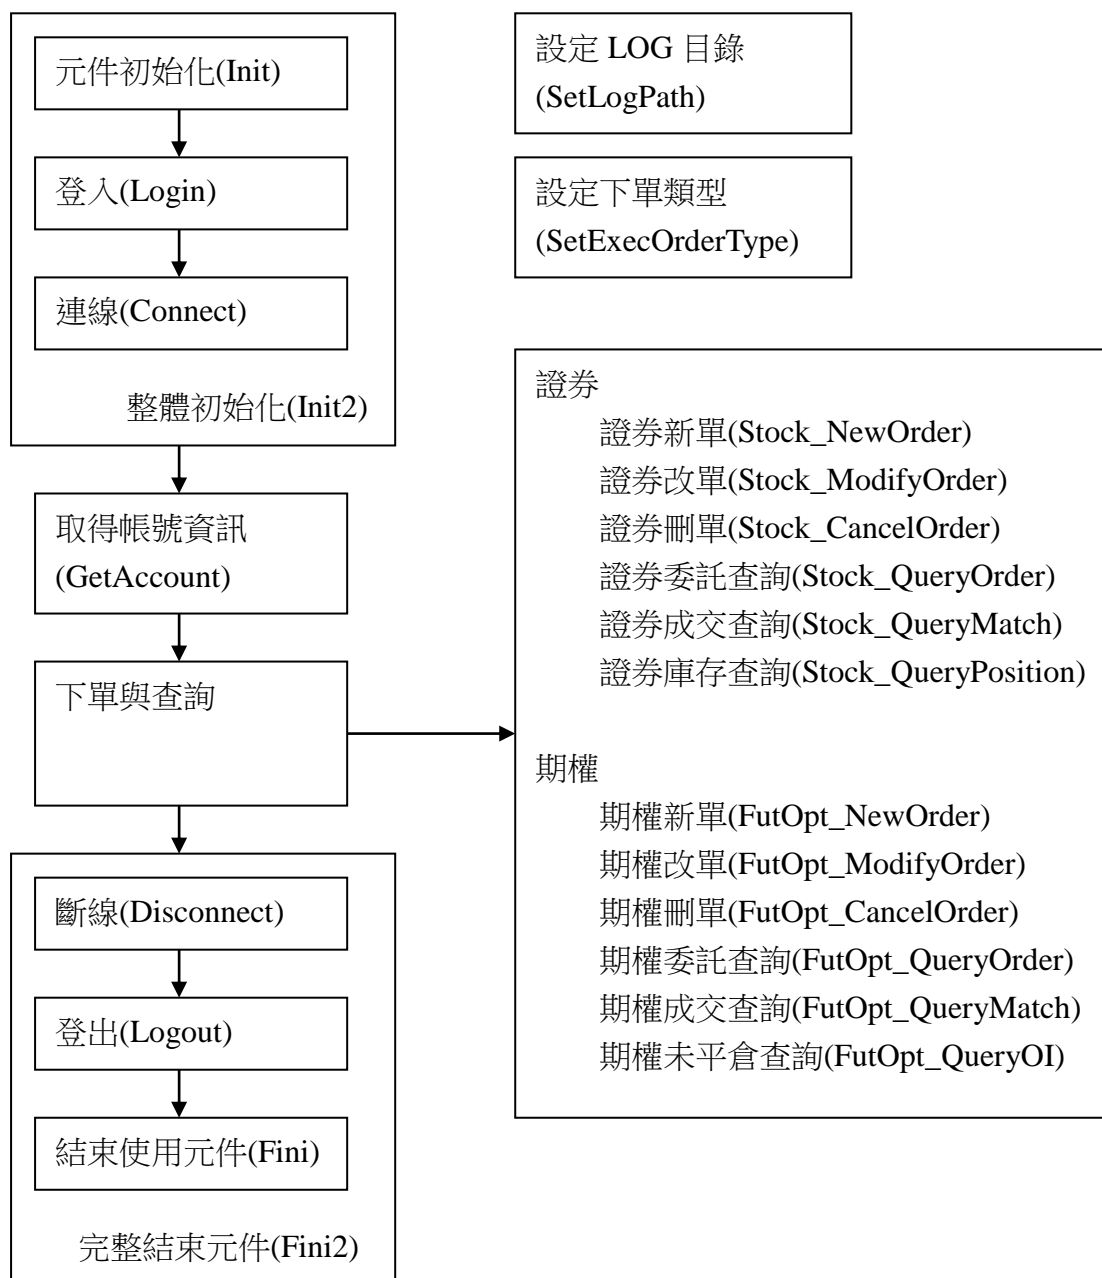 元件初始化(Init)
登入(Login)
連線(Connect)
整體初始化(Init2)
取得帳號資訊
(GetAccount)
下單與查詢
斷線(Disconnect)
登出(Logout)
結束使用元件(Fini)
完整結束元件(Fini2)
設定 LOG 目錄
(SetLogPath)
設定下單類型
(SetExecOrderType)
證券
證券新單(Stock_NewOrder)
證券改單(Stock_ModifyOrder)
證券刪單(Stock_CancelOrder)
證券委託查詢(Stock_QueryOrder)
證券成交查詢(Stock_QueryMatch)
證券庫存查詢(Stock_QueryPosition)
期權
期權新單(FutOpt_NewOrder)
期權改單(FutOpt_ModifyOrder)
期權刪單(FutOpt_CancelOrder)
期權委託查詢(FutOpt_QueryOrder)
期權成交查詢(FutOpt_QueryMatch)
期權未平倉查詢(FutOpt_QueryOI)